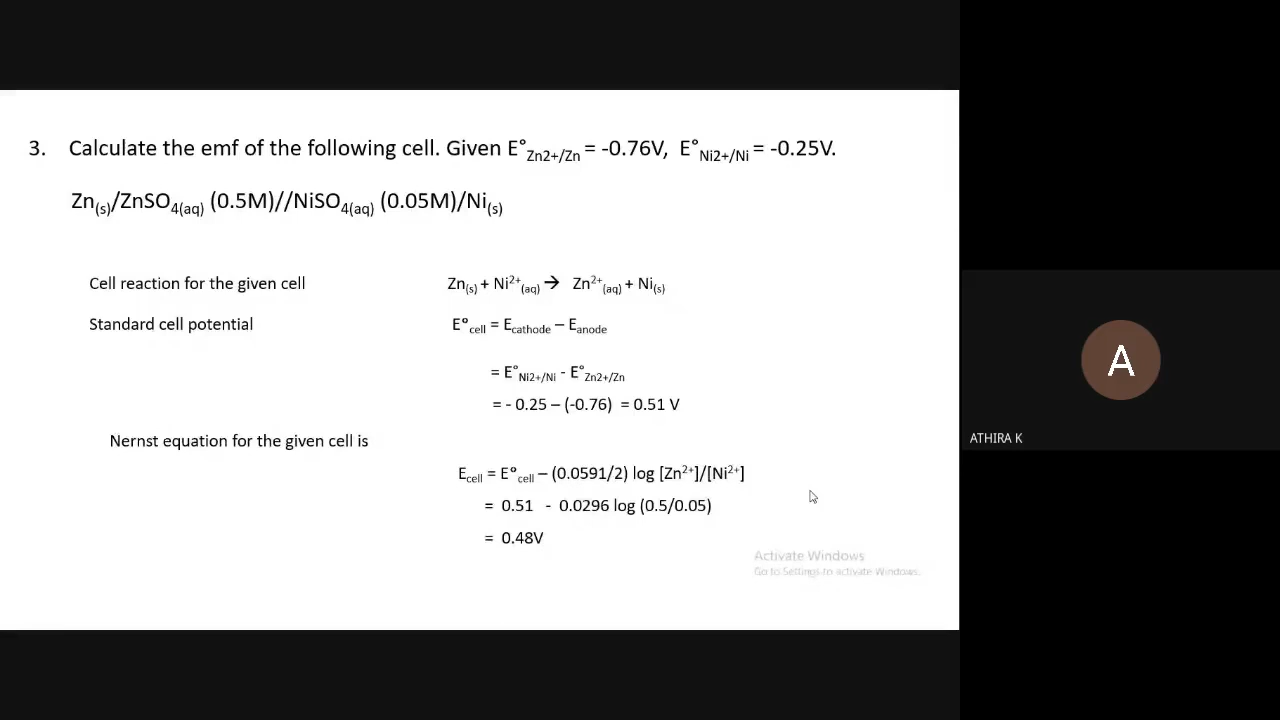 3. Calculate the emf of the following cell. Given E°Zn2+/Zn = -0.76V, E°Ni2+/Ni = -0.25V.
Zn(s)/ZnSO4(aq) (0.5M)//NiSO4(aq) (0.05M)/Ni(s)
Cell reaction for the given cell Zn(s) + Ni2+(aq) → Zn2+(aq) + Ni(s)
Standard cell potential E°cell = Ecathode – Eanode
= E°Ni2+/Ni - E°Zn2+/Zn
= - 0.25 – (-0.76) = 0.51 V
Nernst equation for the given cell is
Ecell = E°cell – (0.0591/2) log [Zn2+]/[Ni2+]
= 0.51 - 0.0296 log (0.5/0.05)
= 0.48V
Activate Windows
Go to Settings to activate Windows.
A
ATHIRA K